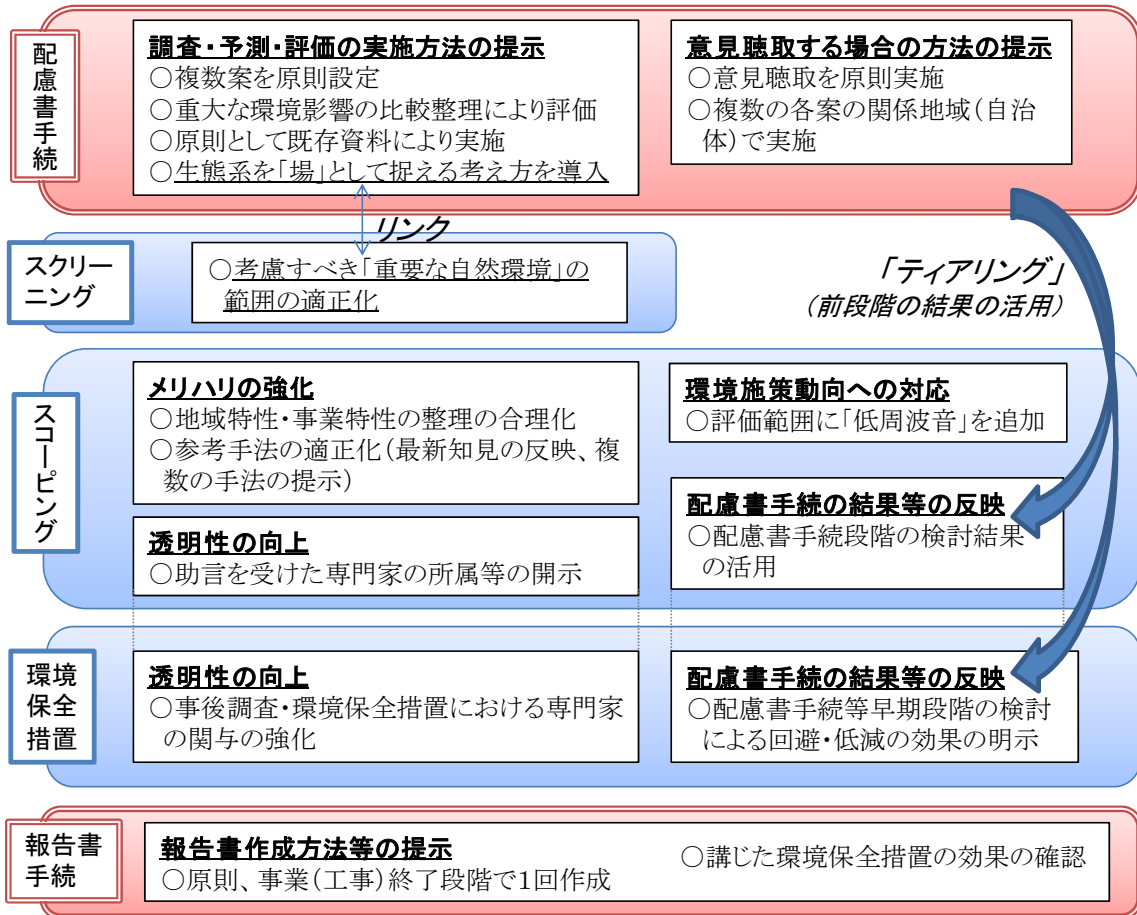 配慮書手続
調査・予測・評価の実施方法の提示
○複数案を原則設定
○重大な環境影響の比較整理により評価
○原則として既存資料により実施
○生態系を「場」として捉える考え方を導入
意見聴取する場合の方法の提示
○意見聴取を原則実施
○複数の各案の関係地域(自治
体)で実施
リンク
スクリー
ニング
○考慮すべき「重要な自然環境」の
範囲の適正化
「ティアリング」
(前段階の結果の活用)
スコーピング
メリハリの強化
○地域特性・事業特性の整理の合理化
○参考手法の適正化(最新知見の反映、複
数の手法の提示)
透明性の向上
○助言を受けた専門家の所属等の開示
環境施策動向への対応
○評価範囲に「低周波音」を追加
配慮書手続の結果等の反映
○配慮書手続段階の検討結果
の活用
環境
保全
措置
透明性の向上
○事後調査・環境保全措置における専門家
の関与の強化
配慮書手続の結果等の反映
○配慮書手続等早期段階の検討
による回避・低減の効果の明示
報告書
手続
報告書作成方法等の提示
○原則、事業(工事)終了段階で1回作成
○講じた環境保全措置の効果の確認